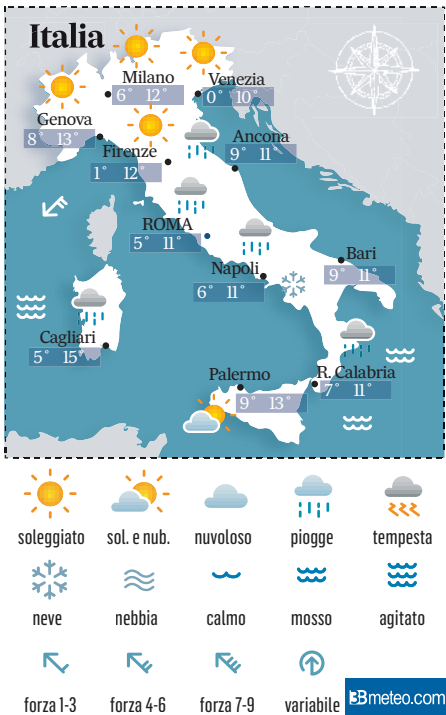 Italia
Milano
6° 12°
Venezia
0° 10°
Genova
8° 13°
Firenze
1° 12°
Ancona
9° 11°
ROMA
5° 11°
Napoli
6° 11°
Bari
9° 11°
Cagliari
5° 15°
Palermo
9° 13°
R. Calabria
7° 11°
soleggiato sol. e nub. nuvoloso piogge tempesta
neve nebbia calmo mosso agitato
forza 1-3 forza 4-6 forza 7-9 variabile
3Bmeteo.com